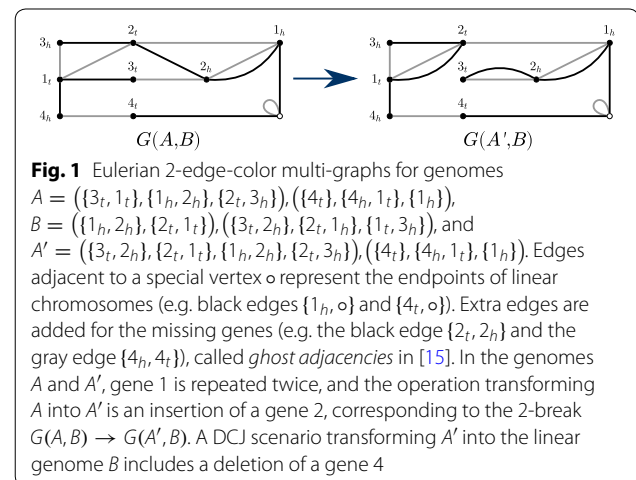 3h 2t 1h 3h 2t 1h
1t 3t 2h 1t 3t 2h
4h 4t 4h 4t
G(A,B) G(A′,B)
Fig. 1 Eulerian 2-edge-color multi-graphs for genomes
A = ({3t, 1t}, {1h, 2h}, {2t, 3h}), ({4t}, {4h, 1t}, {1h}),
B = ({1h, 2h}, {2t, 1t}), ({3t, 2h}, {2t, 1h}, {1t, 3h}), and
A′ = ({3t, 2h}, {2t, 1t}, {1h, 2h}, {2t, 3h}), ({4t}, {4h, 1t}, {1h}). Edges
adjacent to a special vertex ∘ represent the endpoints of linear
chromosomes (e.g. black edges {1h, ∘} and {4t, ∘}). Extra edges are
added for the missing genes (e.g. the black edge {2t, 2h} and the
gray edge {4h, 4t}), called ghost adjacencies in [15]. In the genomes
A and A′, gene 1 is repeated twice, and the operation transforming
A into A′ is an insertion of a gene 2, corresponding to the 2-break
G(A, B) → G(A′, B). A DCJ scenario transforming A′ into the linear
genome B includes a deletion of a gene 4